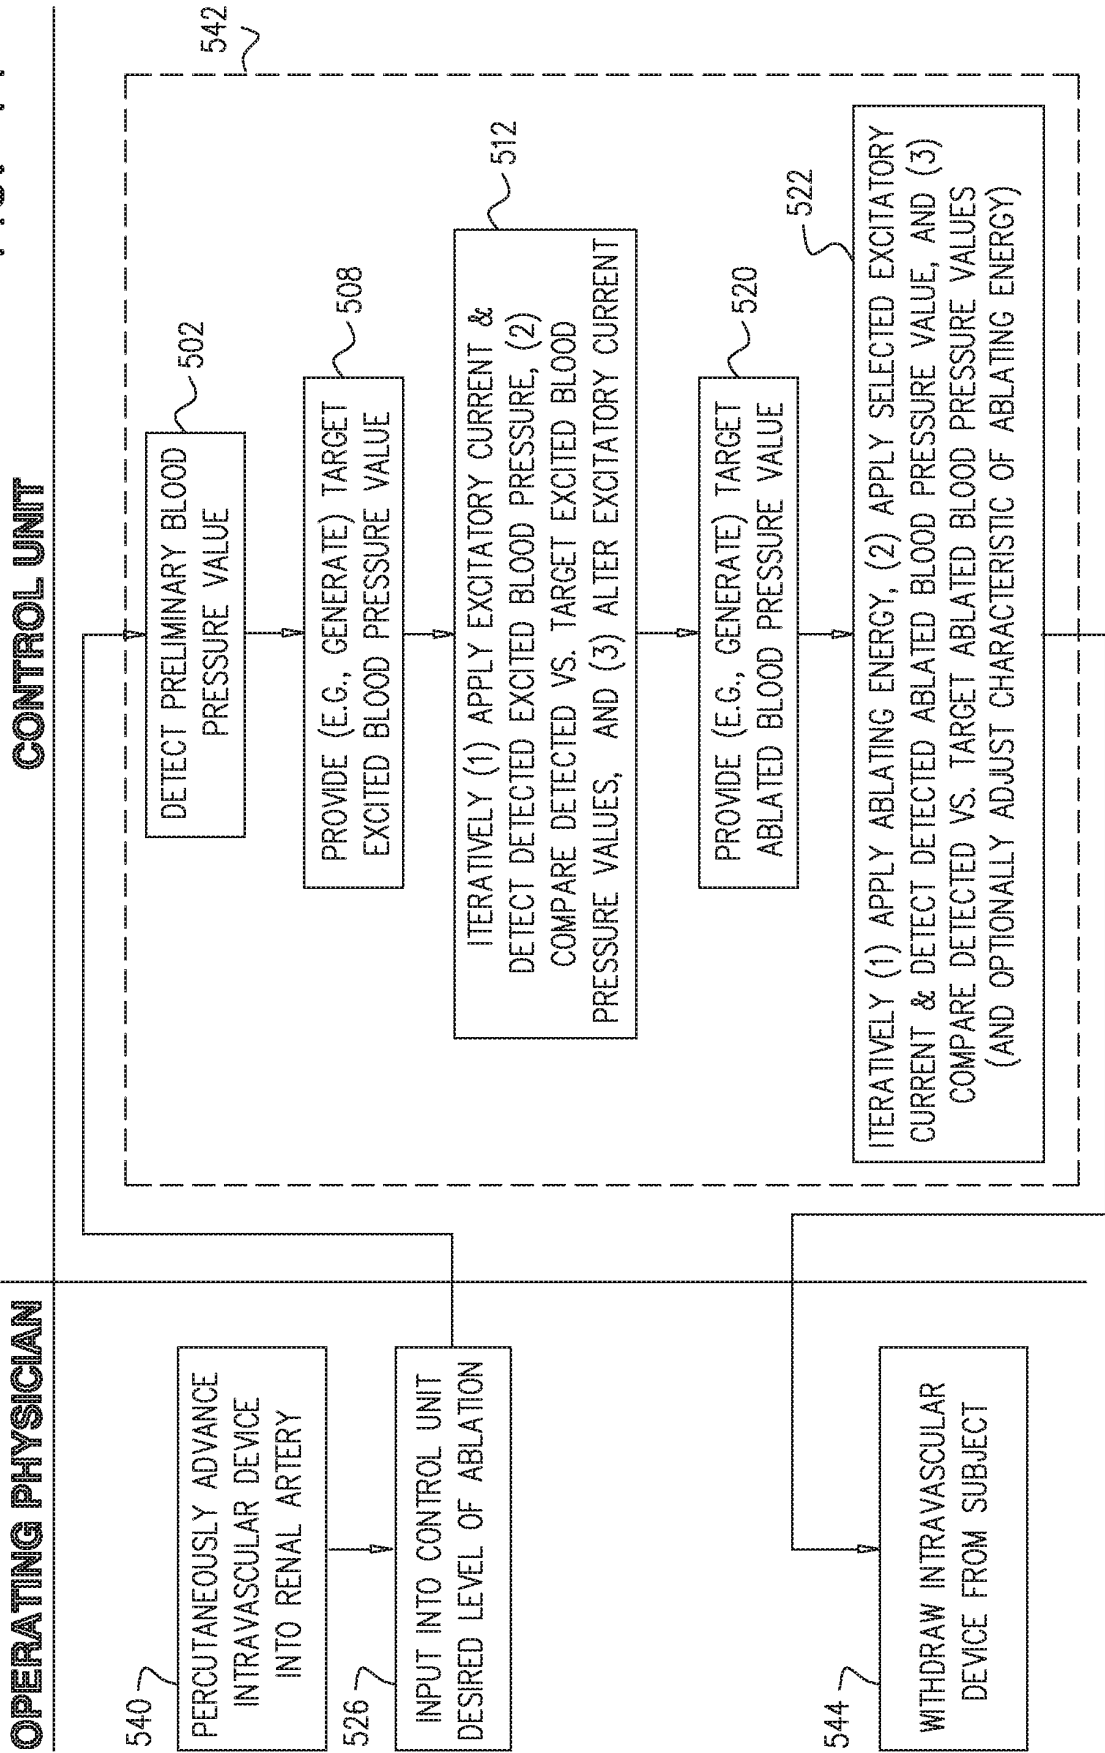 OPERATING PHYSICIAN
CONTROL UNIT
540
PERCUTANEOUSLY ADVANCE
INTRAVASCULAR DEVICE
INTO RENAL ARTERY
526
INPUT INTO CONTROL UNIT
DESIRED LEVEL OF ABLATION
542
502
DETECT PRELIMINARY BLOOD
PRESSURE VALUE
508
PROVIDE (E.G., GENERATE) TARGET
EXCITED BLOOD PRESSURE VALUE
512
ITERATIVELY (1) APPLY EXCITATORY CURRENT &
DETECT DETECTED EXCITED BLOOD PRESSURE, (2)
COMPARE DETECTED VS. TARGET EXCITED BLOOD
PRESSURE VALUES, AND (3) ALTER EXCITATORY CURRENT
520
PROVIDE (E.G., GENERATE) TARGET
ABLATED BLOOD PRESSURE VALUE
522
ITERATIVELY (1) APPLY ABLATING ENERGY, (2) APPLY SELECTED EXCITATORY
CURRENT & DETECT DETECTED ABLATED BLOOD PRESSURE VALUE, AND (3)
COMPARE DETECTED VS. TARGET ABLATED BLOOD PRESSURE VALUES
(AND OPTIONALLY ADJUST CHARACTERISTIC OF ABLATING ENERGY)
544
WITHDRAW INTRAVASCULAR
DEVICE FROM SUBJECT